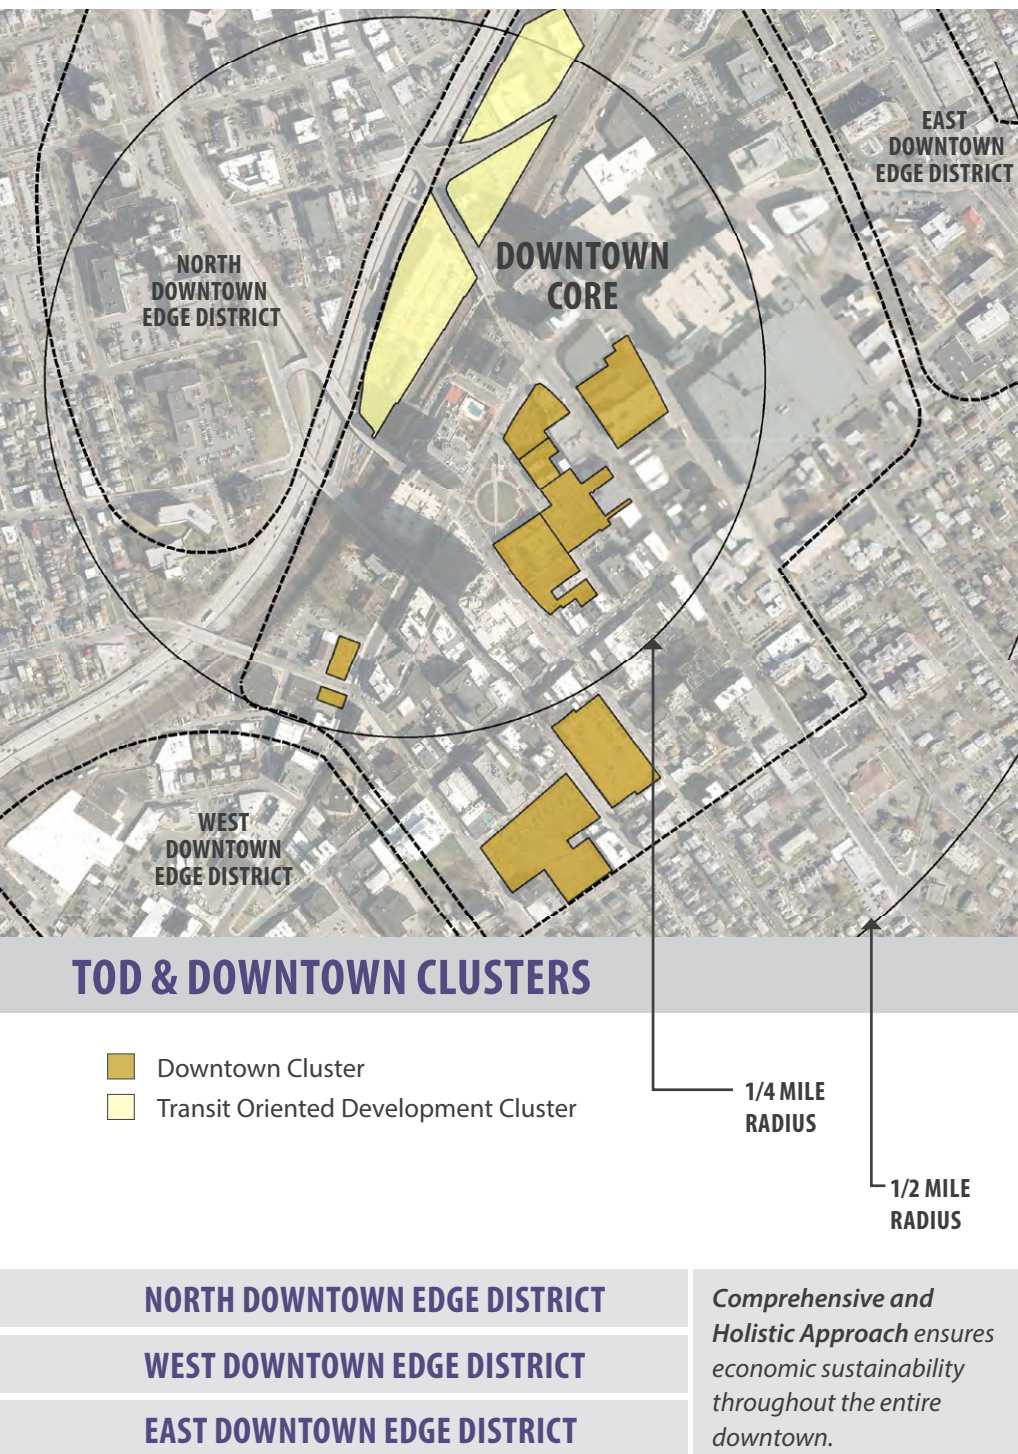 EAST
DOWNTOWN
EDGE DISTRICT
DOWNTOWN
CORE
NORTH
DOWNTOWN
EDGE DISTRICT
WEST
DOWNTOWN
EDGE DISTRICT
TOD & DOWNTOWN CLUSTERS
Downtown Cluster
Transit Oriented Development Cluster
1/4 MILE
RADIUS
1/2 MILE
RADIUS
NORTH DOWNTOWN EDGE DISTRICT
WEST DOWNTOWN EDGE DISTRICT
EAST DOWNTOWN EDGE DISTRICT
Comprehensive and
Holistic Approach ensures
economic sustainability
throughout the entire
downtown.